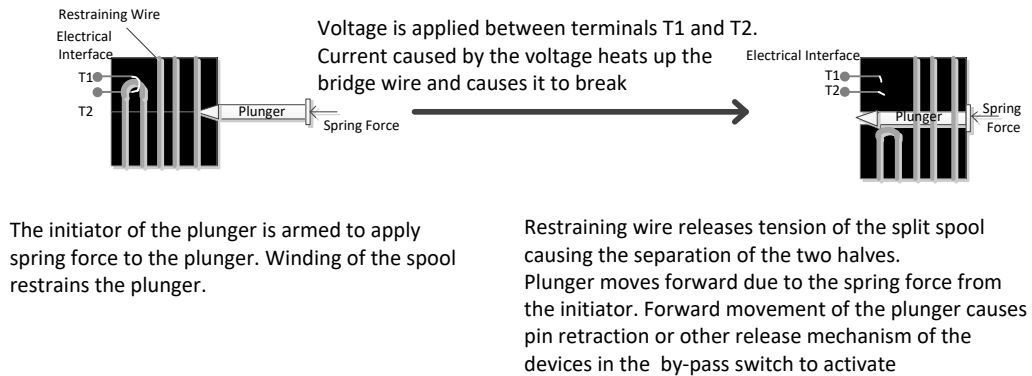 Restraining Wire
Electrical
Interface
T1
T2
Plunger
Spring Force
Voltage is applied between terminals T1 and T2.
Current caused by the voltage heats up the
bridge wire and causes it to break
Electrical Interface
T1
T2
Plunger
Spring
Force
The initiator of the plunger is armed to apply
spring force to the plunger. Winding of the spool
restrains the plunger.
Restraining wire releases tension of the split spool
causing the separation of the two halves.
Plunger moves forward due to the spring force from
the initiator. Forward movement of the plunger causes
pin retraction or other release mechanism of the
devices in the  by-pass switch to activate